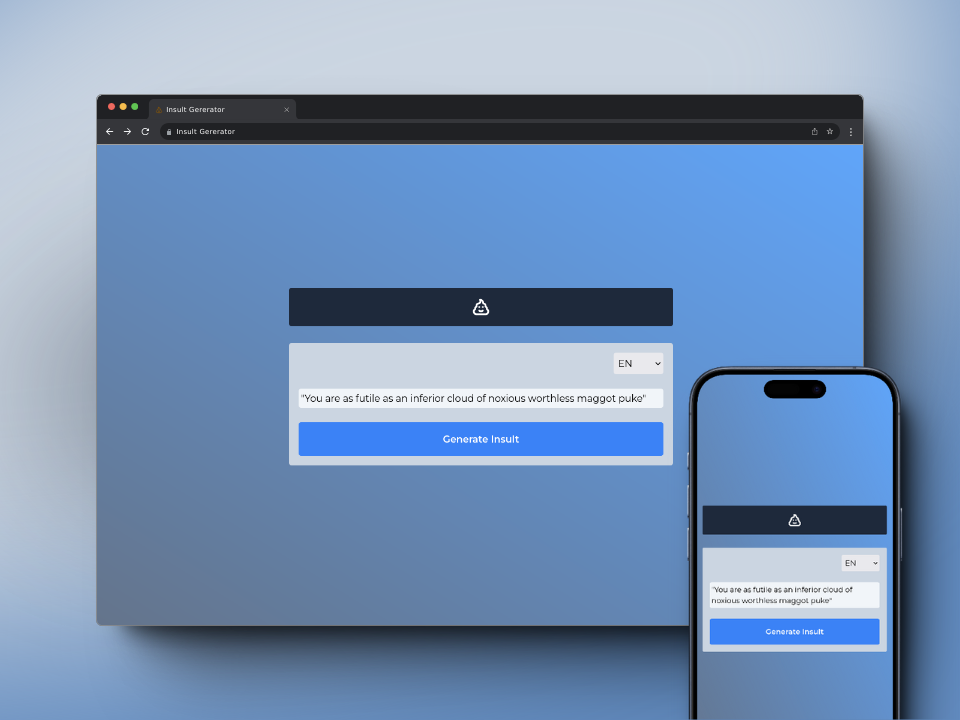 Insult Gererator
Insult Gererator
EN
"You are as futile as an inferior cloud of noxious worthless maggot puke"
Generate Insult
EN
"You are as futile as an inferior cloud of
noxious worthless maggot puke"
Generate Insult